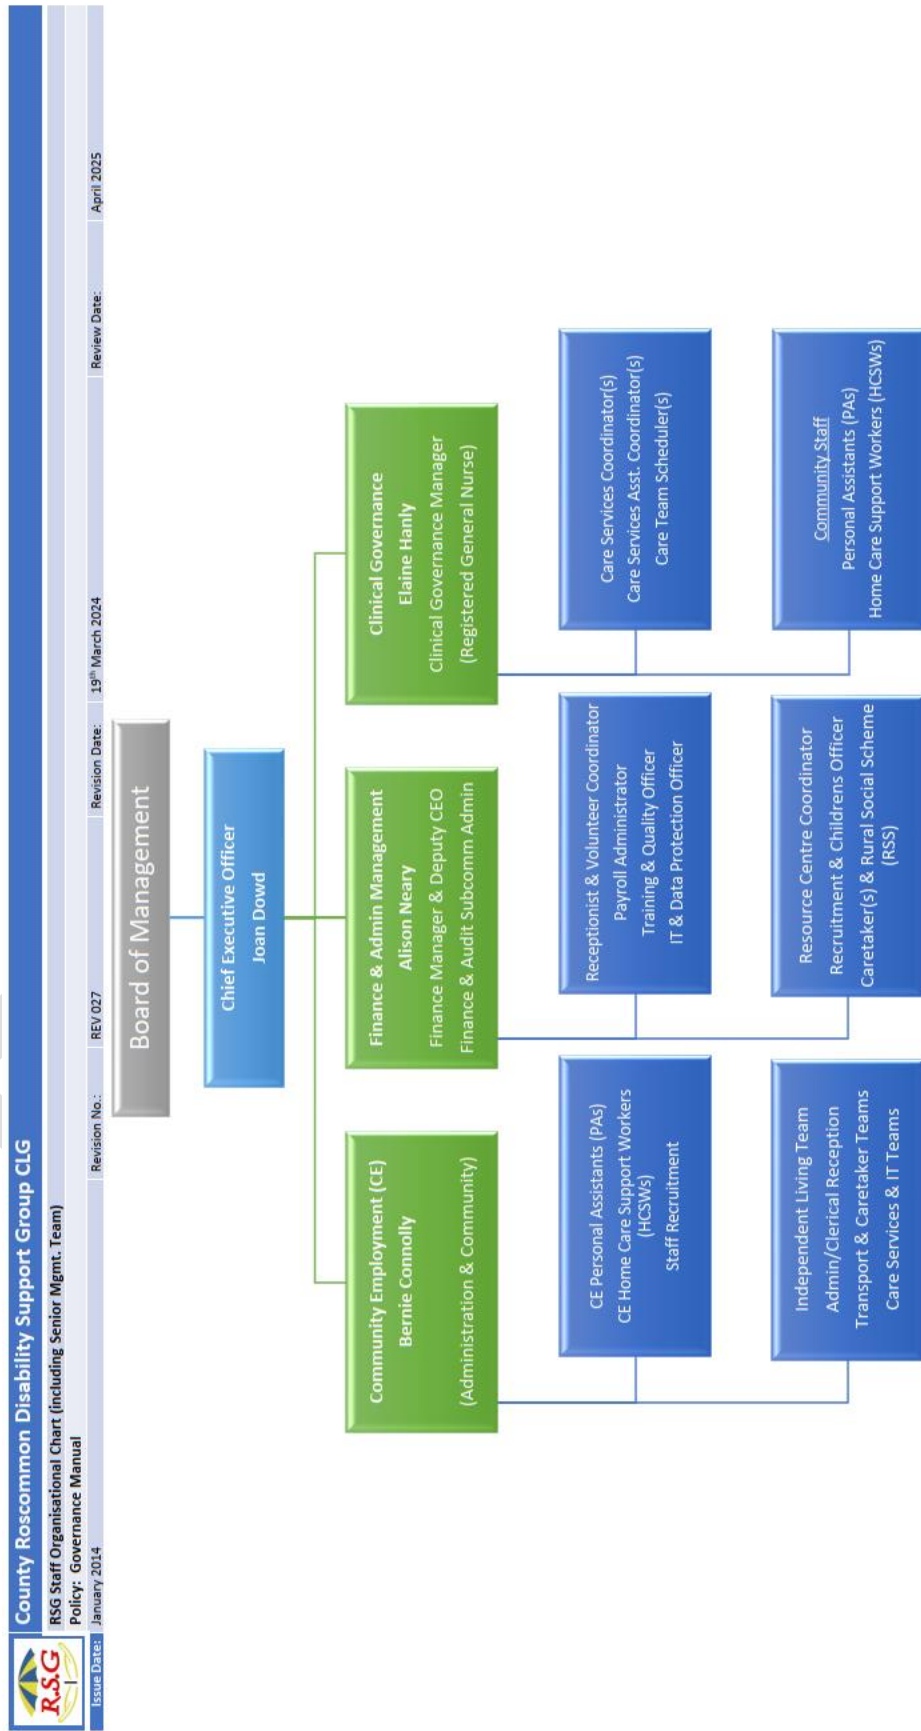 R.S.G
County Roscommon Disability Support Group CLG
RSG Staff Organisational Chart (including Senior Mgmt. Team)
Policy: Governance Manual
Issue Date: January 2014 Revision No.: REV 027 Revision Date: 19th March 2024 Review Date: April 2025
Board of Management
Chief Executive Officer
Joan Dowd
Community Employment (CE)
Bernie Connolly
(Administration & Community)
Finance & Admin Management
Alison Neary
Finance Manager & Deputy CEO
Finance & Audit Subcomm Admin
Clinical Governance
Elaine Hanly
Clinical Governance Manager
(Registered General Nurse)
CE Personal Assistants (PAs)
CE Home Care Support Workers
(HCSWs)
Staff Recruitment
Receptionist & Volunteer Coordinator
Payroll Administrator
Training & Quality Officer
IT & Data Protection Officer
Care Services Coordinator(s)
Care Services Asst. Coordinator(s)
Care Team Scheduler(s)
Independent Living Team
Admin/Clerical Reception
Transport & Caretaker Teams
Care Services & IT Teams
Resource Centre Coordinator
Recruitment & Childrens Officer
Caretaker(s) & Rural Social Scheme
(RSS)
Community Staff
Personal Assistants (PAs)
Home Care Support Workers (HCSWs)